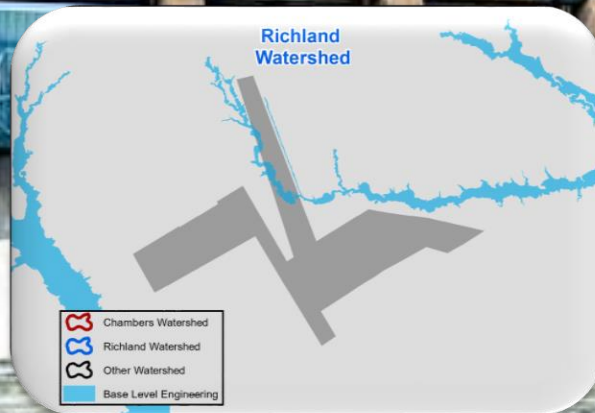 Richland
Watershed
Chambers Watershed
Richland Watershed
Other Watershed
Base Level Engineering